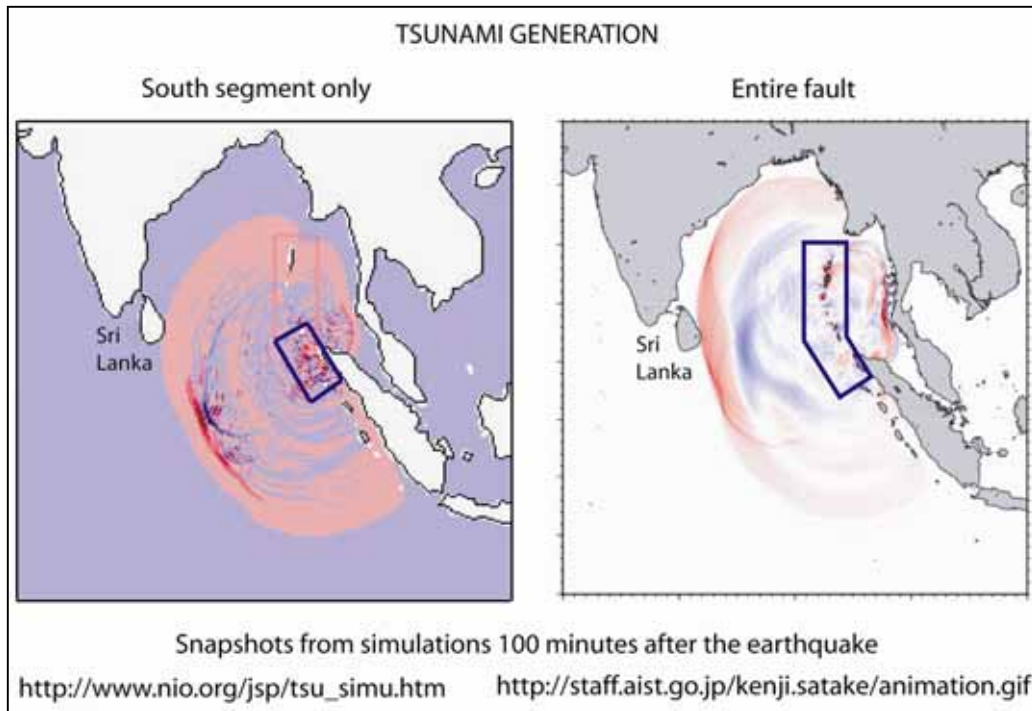 TSUNAMI GENERATION
South segment only
Entire fault
Sri
Lanka
Sri
Lanka
Snapshots from simulations 100 minutes after the earthquake
http://www.nio.org/jsp/tsu_simu.htm
http://staff.aist.go.jp/kenji.satake/animation.gif